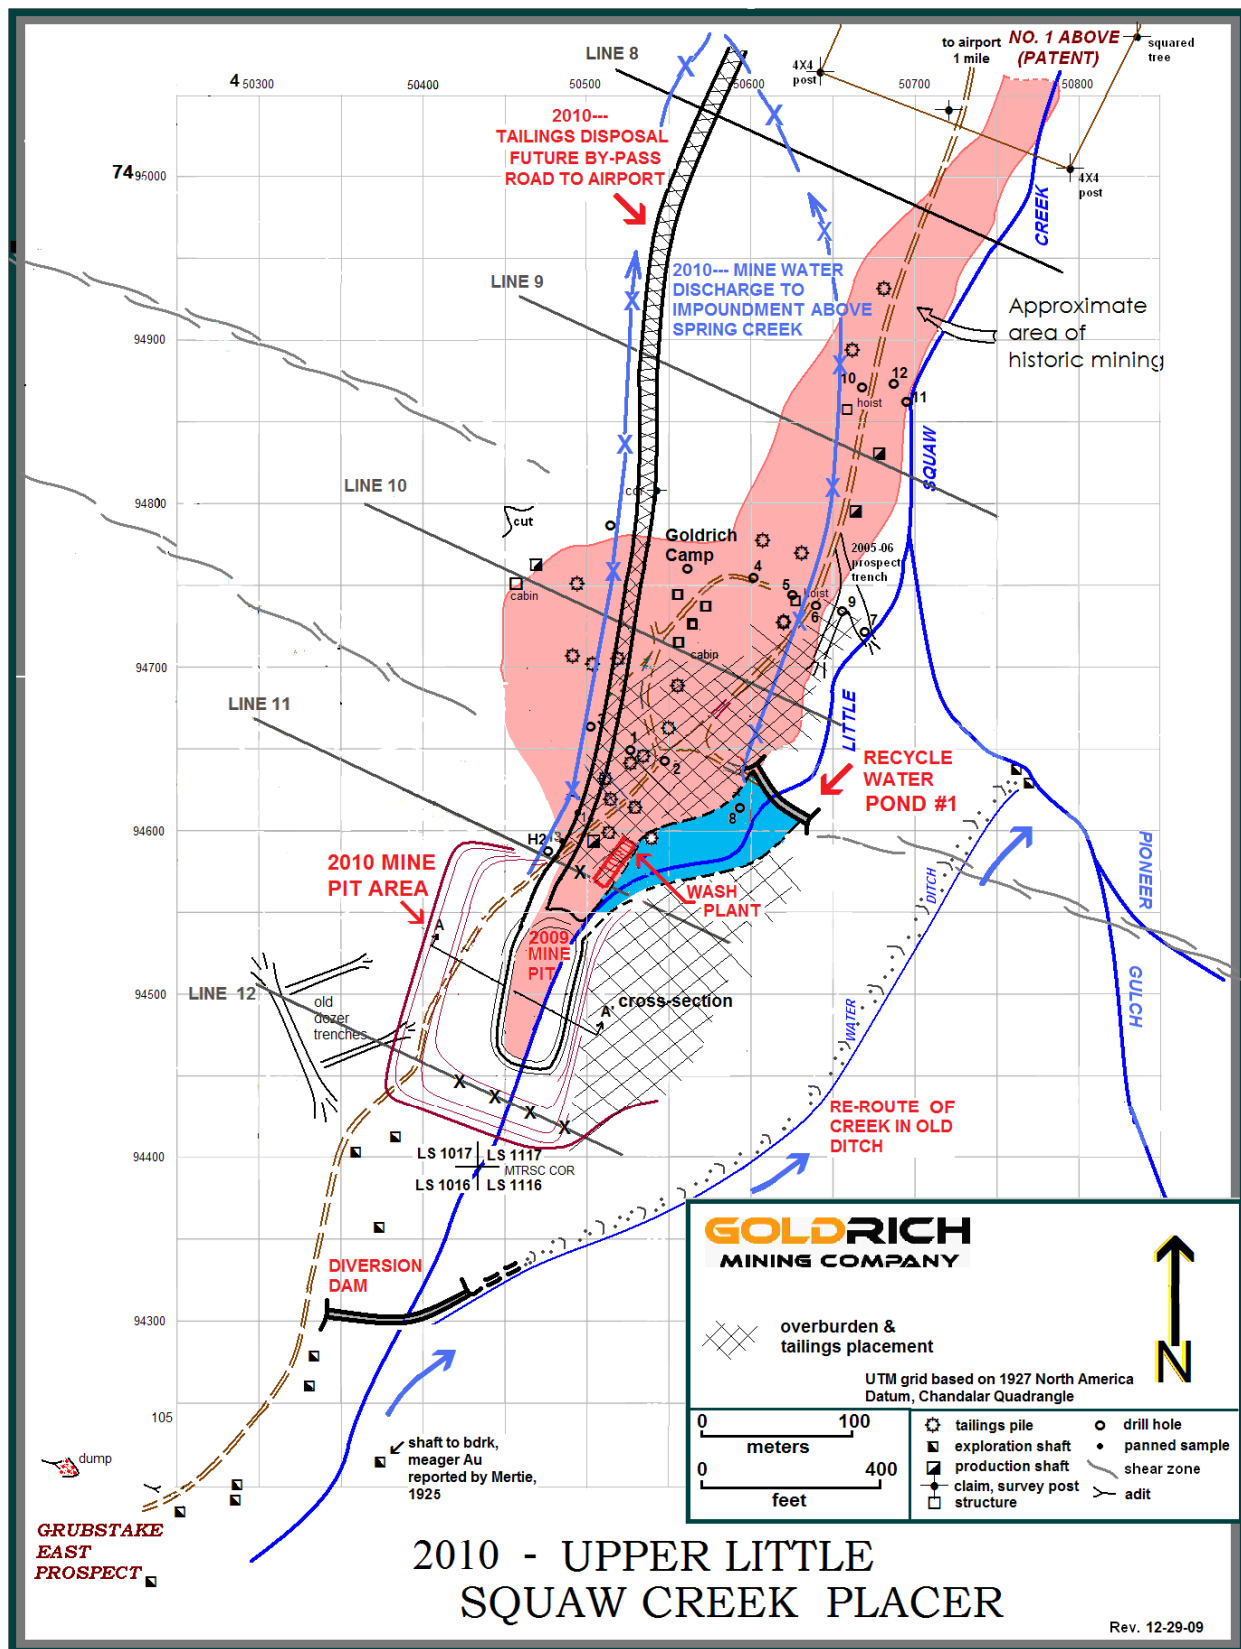 LINE 8
to airport
1 mile
NO. 1 ABOVE
(PATENT)
squared
tree
4X4
post
4
50300
50400
50500
50600
50700
50800
2010---
TAILINGS DISPOSAL
FUTURE BY-PASS
ROAD TO AIRPORT
74
95000
4X4
post
CREEK
LINE 9
2010--- MINE WATER
DISCHARGE TO
IMPOUNDMENT ABOVE
SPRING CREEK
Approximate
area of
historic mining
94900
10
12
hoist
11
SQUAW
LINE 10
94800
cut
Goldrich
Camp
2005-06
prospect
trench
cabin
4
5
hoist
6
9
7
cabin
94700
LINE 11
LITTLE
1
2
RECYCLE
WATER
POND #1
8
94600
H2
3
2010 MINE
PIT AREA
WASH
PLANT
PIONEER
DITCH
A
2009
MINE
PIT
LINE 12
94500
old
dozer
trenches
A'
cross-section
GULCH
WATER
RE-ROUTE OF
CREEK IN OLD
DITCH
94400
LS 1017
LS 1117
MTRSC COR
LS 1016
LS 1116
DIVERSION
DAM
94300
GOLDRICH
MINING COMPANY
overburden &
tailings placement
N
UTM grid based on 1927 North America
Datum, Chandalar Quadrangle
0
100
meters
0
400
feet
tailings pile
exploration shaft
production shaft
claim, survey post
structure
drill hole
panned sample
shear zone
adit
105
dump
shaft to bdrk,
meager Au
reported by Mertie,
1925
GRUBSTAKE
EAST
PROSPECT
2010 - UPPER LITTLE
SQUAW CREEK PLACER
Rev. 12-29-09